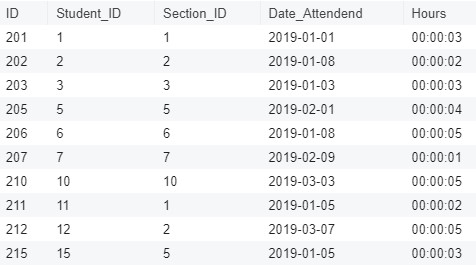 ID Student_ID Section_ID Date_Attendend Hours
201 1 1 2019-01-01 00:00:03
202 2 2 2019-01-08 00:00:02
203 3 3 2019-01-03 00:00:03
205 5 5 2019-02-01 00:00:04
206 6 6 2019-01-08 00:00:05
207 7 7 2019-02-09 00:00:01
210 10 10 2019-03-03 00:00:05
211 11 1 2019-01-05 00:00:02
212 12 2 2019-03-07 00:00:05
215 15 5 2019-01-05 00:00:03